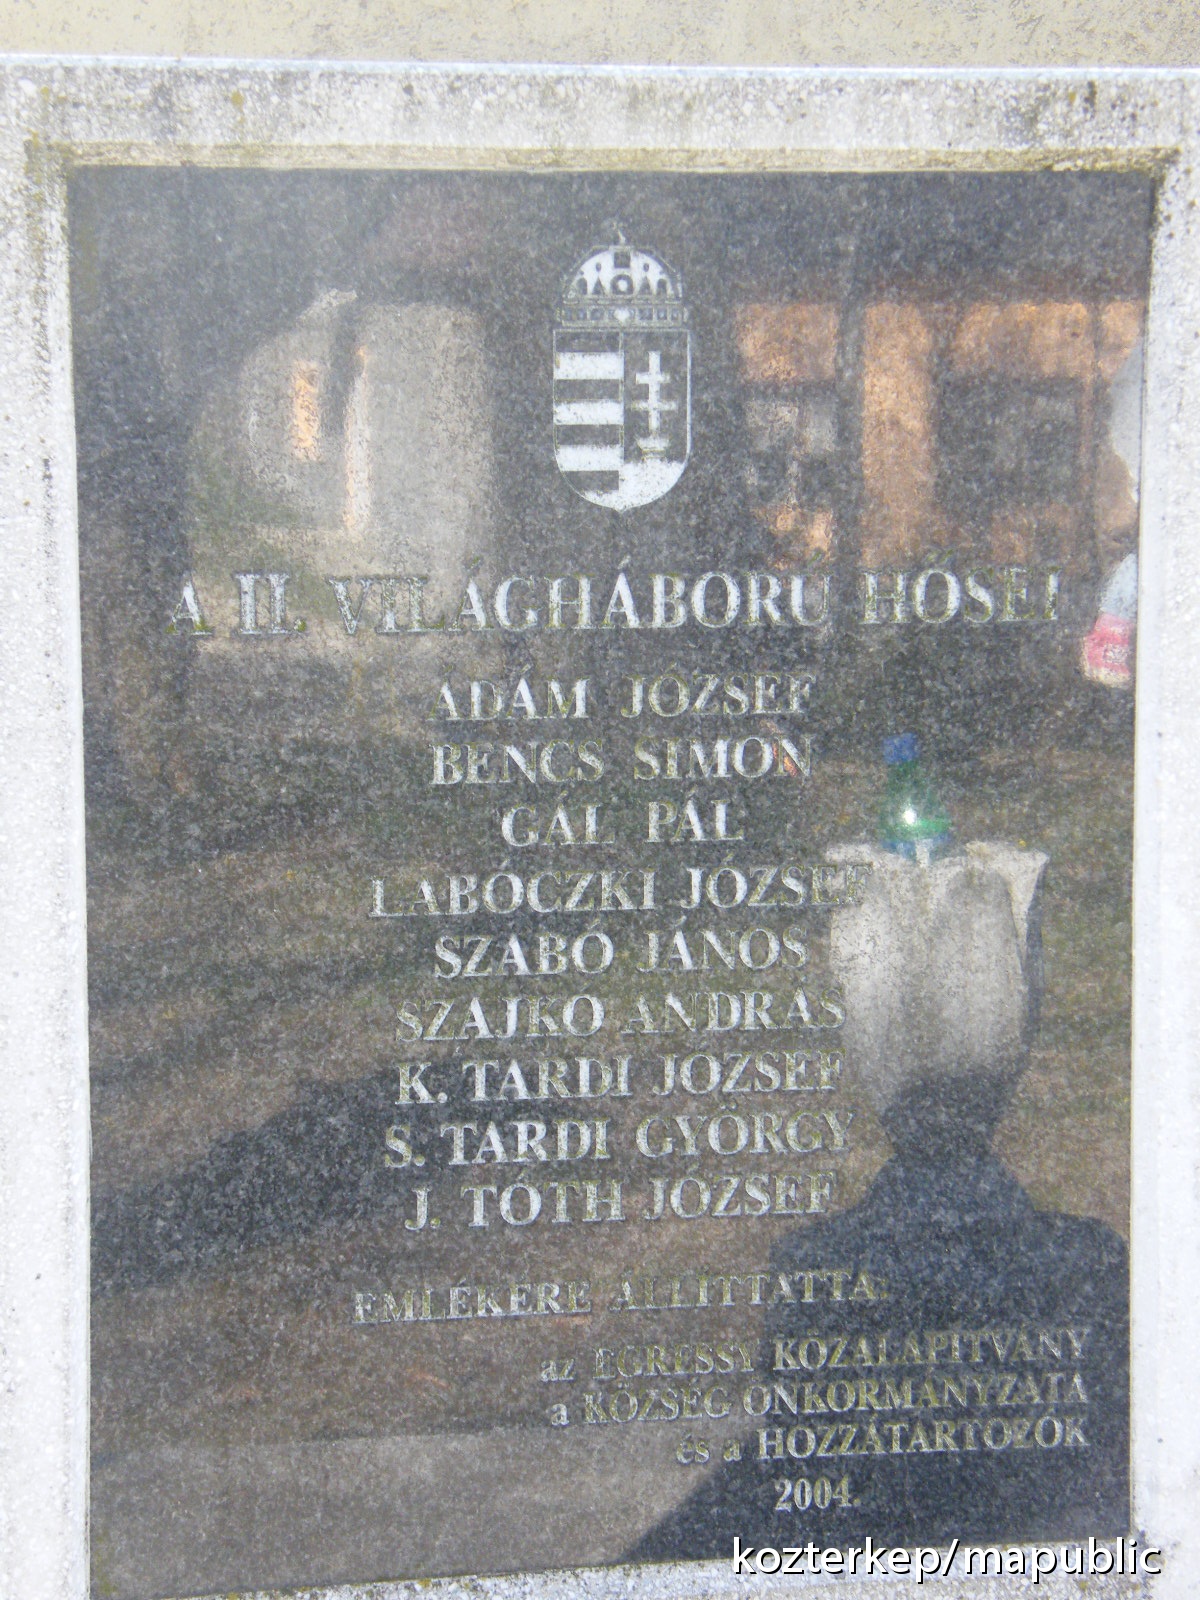 A II. VILÁGHÁBORÚ HŐSEI
ÁDÁM JÓZSEF
BENCS SIMON
GÁL PÁL
LABÓCZKI JÓZSEF
SZABÓ JÁNOS
SZAJKÓ ANDRÁS
K. TARDI JÓZSEF
S. TARDI GYÖRGY
J. TÓTH JÓZSEF
EMLÉKÉRE ÁLLÍTTATTA:
az EGRESSY KÖZALAPÍTVÁNY
a KÖZSÉG ÖNKORMÁNYZATA
és a HOZZÁTARTOZÓK
2004.
kozterkep/mapublic